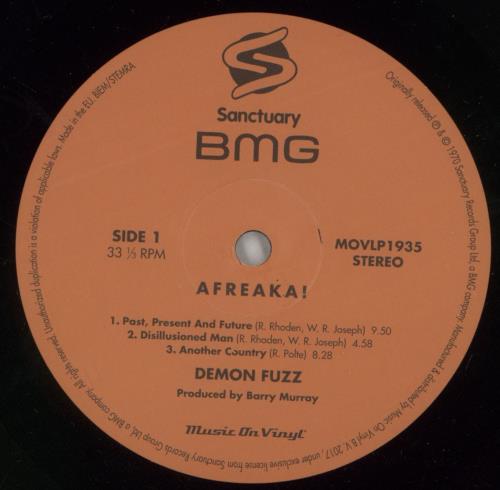 Sanctuary
BMG
SIDE 1
33 ⅓ RPM
MOVLP1935
STEREO
AFREAKA!
1. Past, Present And Future (R. Rhoden, W. R. Joseph) 9.50
2. Disillusioned Man (R. Rhoden, W. R. Joseph) 4.58
3. Another Country (R. Polte) 8.28
DEMON FUZZ
Produced by Barry Murray
Music On Vinyl
Originally released ℗ & © 1970 Sanctuary Records Group Ltd, a BMG company. Manufactured & distributed by Music On Vinyl B.V. 2017, under exclusive license from Sanctuary Records Group Ltd, a BMG company. All rights reserved. Unauthorized duplication is a violation of applicable laws. Made in the EU. BIEM/STEMRA